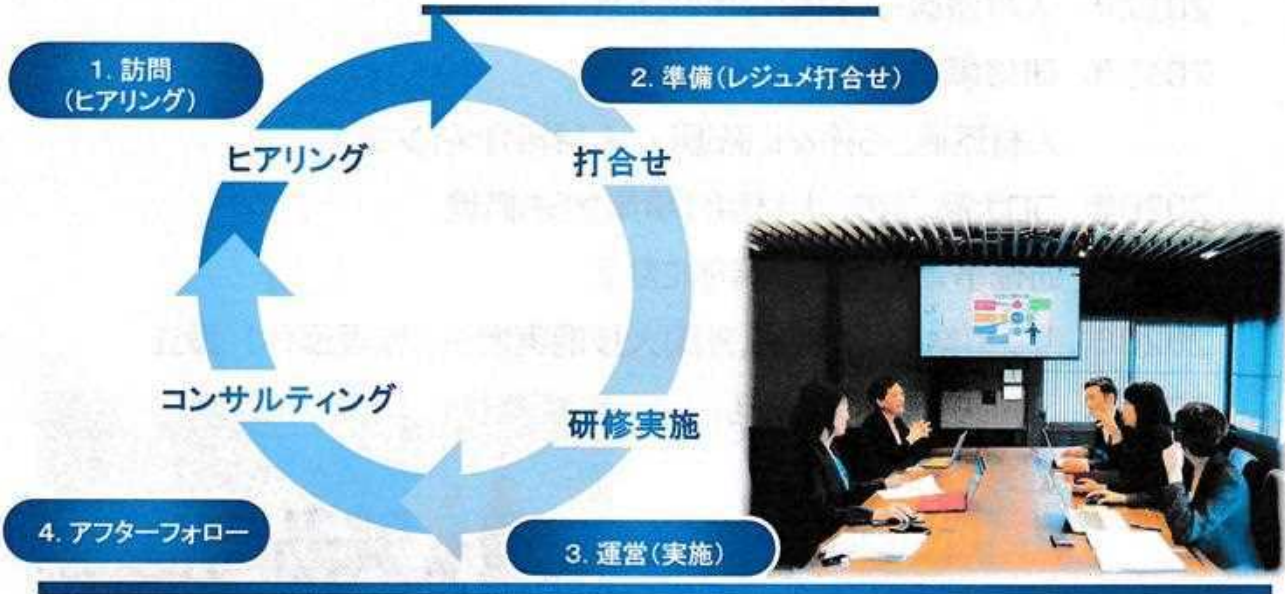 1. 訪問
(ヒアリング)
2. 準備(レジュメ打合せ)
ヒアリング
打合せ
コンサルティング
研修実施
4. アフターフォロー
3. 運営(実施)